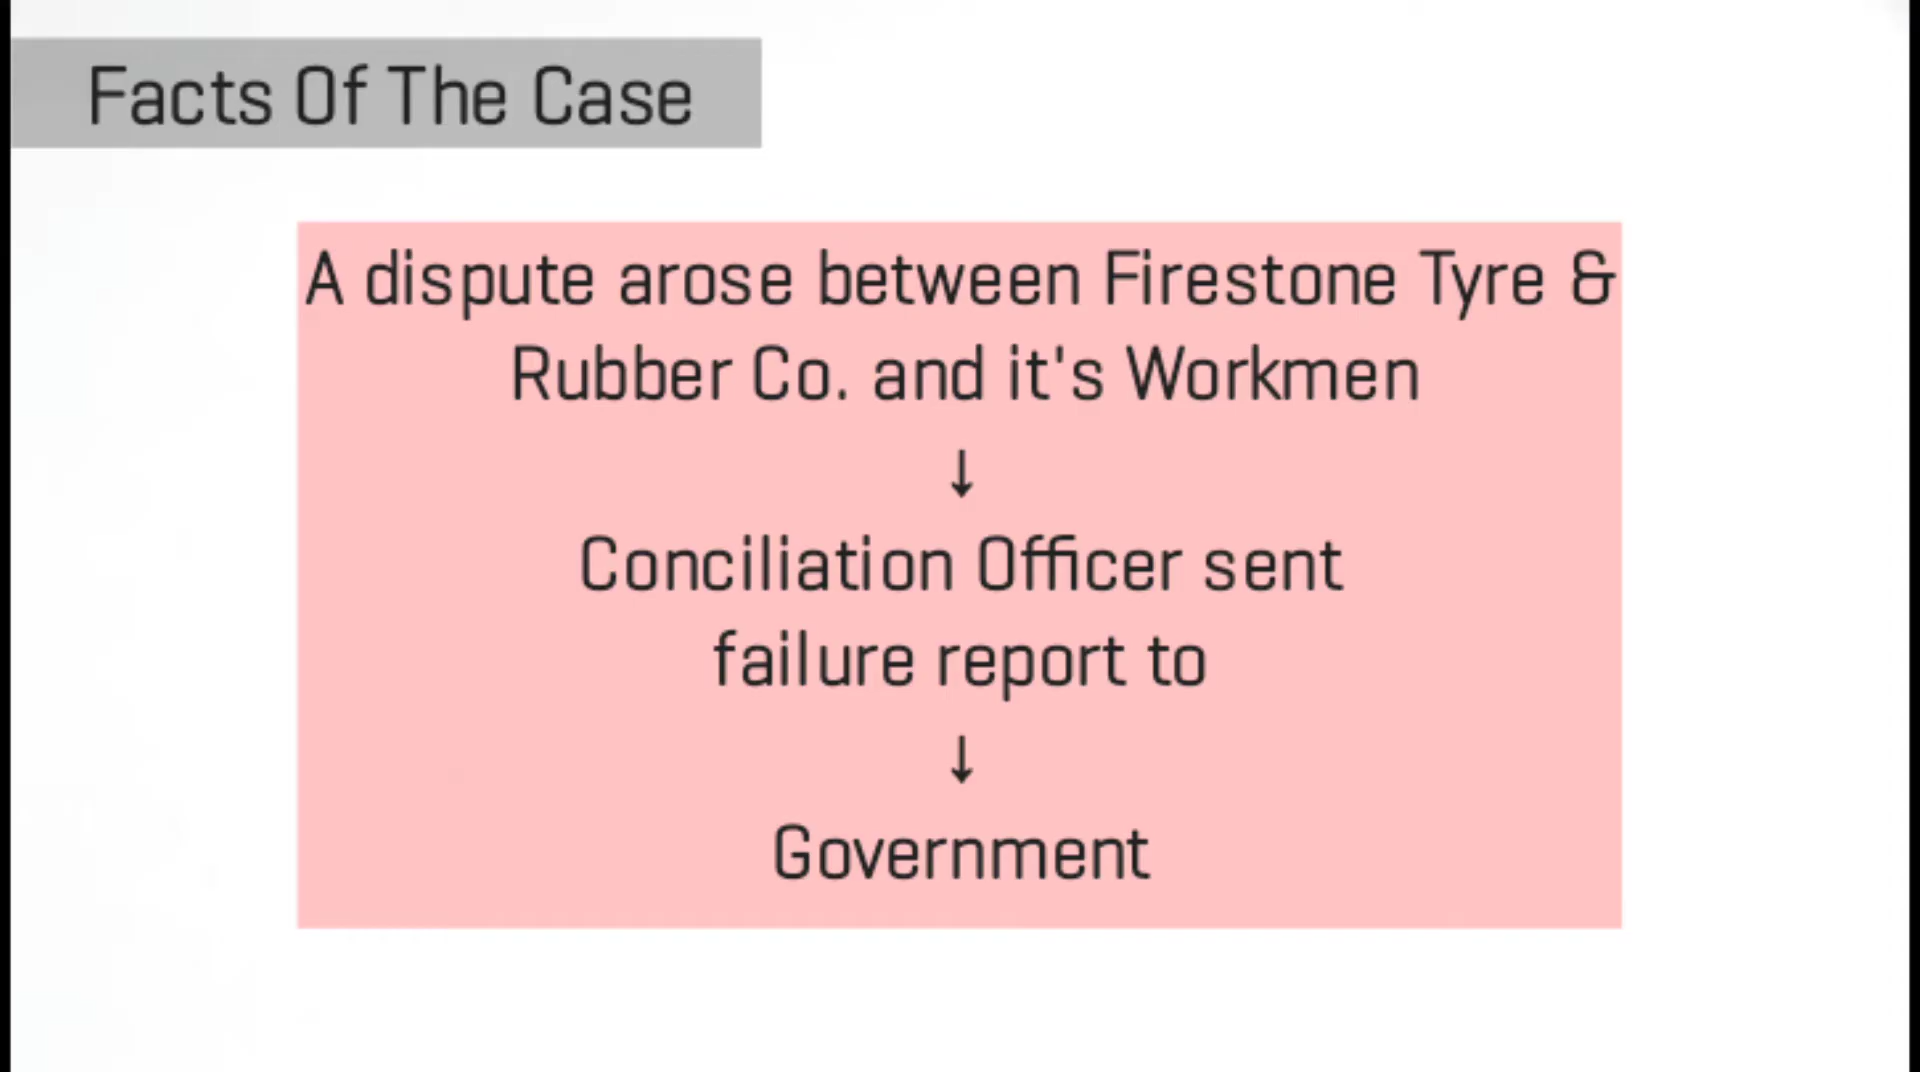 Facts Of The Case
A dispute arose between Firestone Tyre &
Rubber Co. and it's Workmen
↓
Conciliation Officer sent
failure report to
↓
Government